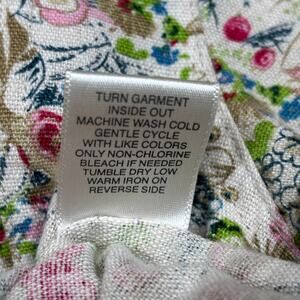 TURN GARMENT
INSIDE OUT
MACHINE WASH COLD
GENTLE CYCLE
WITH LIKE COLORS
ONLY NON-CHLORINE
BLEACH IF NEEDED
TUMBLE DRY LOW
WARM IRON ON
REVERSE SIDE